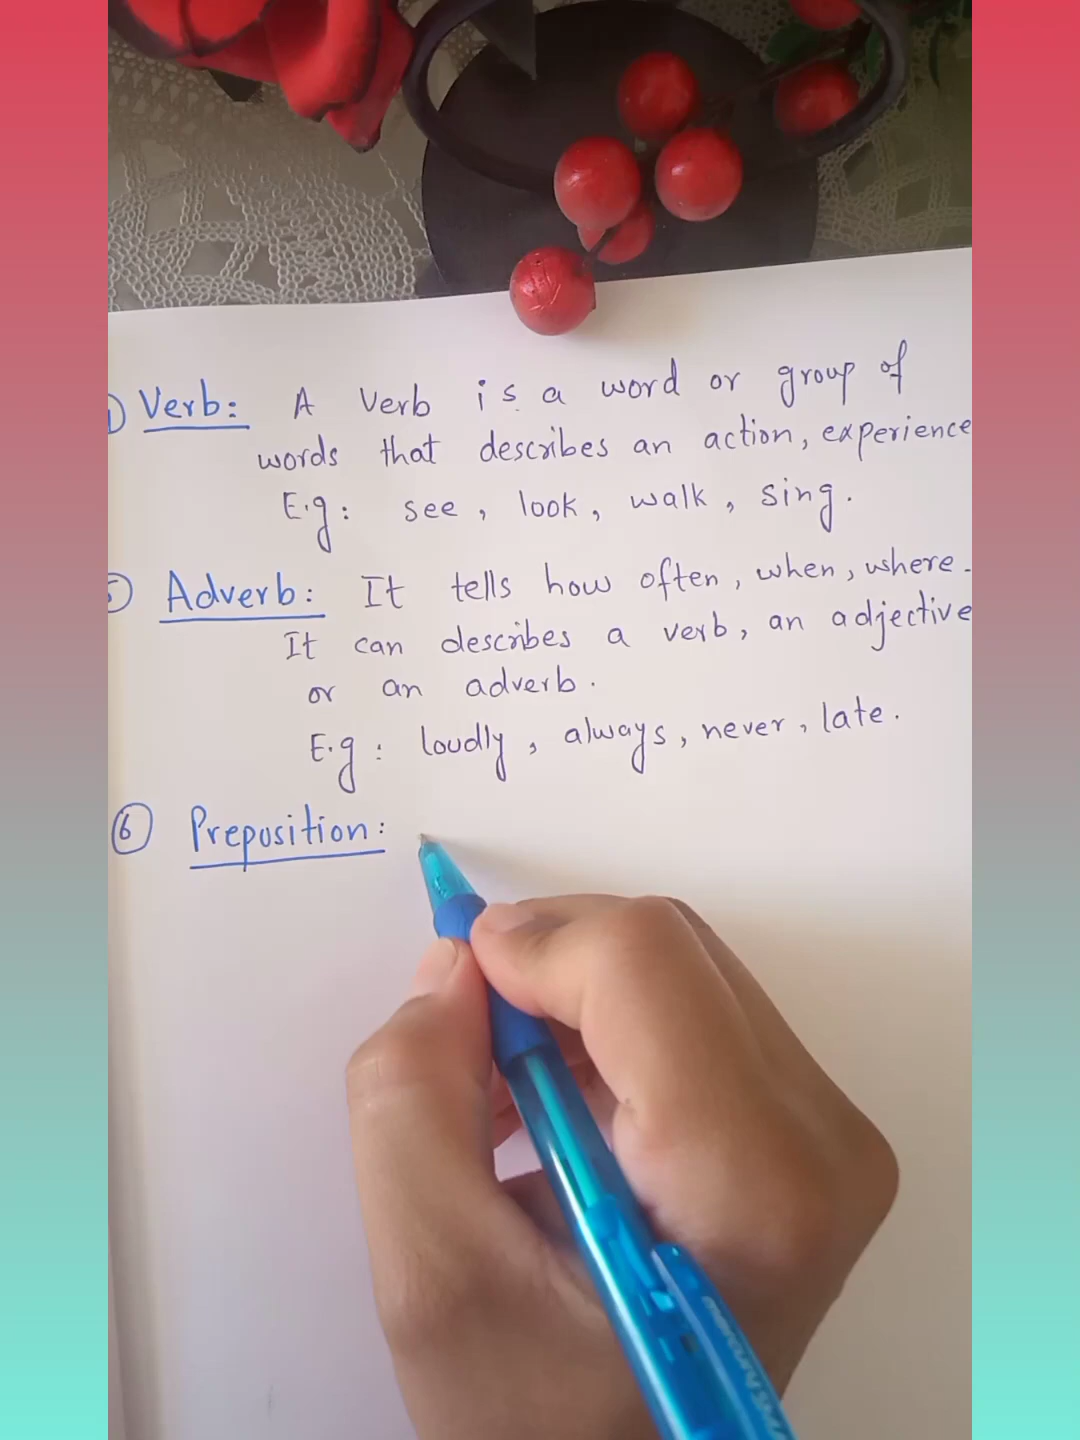 Verb: A verb is a word or group of
words that describes an action, experience
E.g: see, look, walk, sing.
Adverb: It tells how often, when, where.
It can describes a verb, an adjective
or an adverb.
E.g: loudly, always, never, late.
6 Preposition: